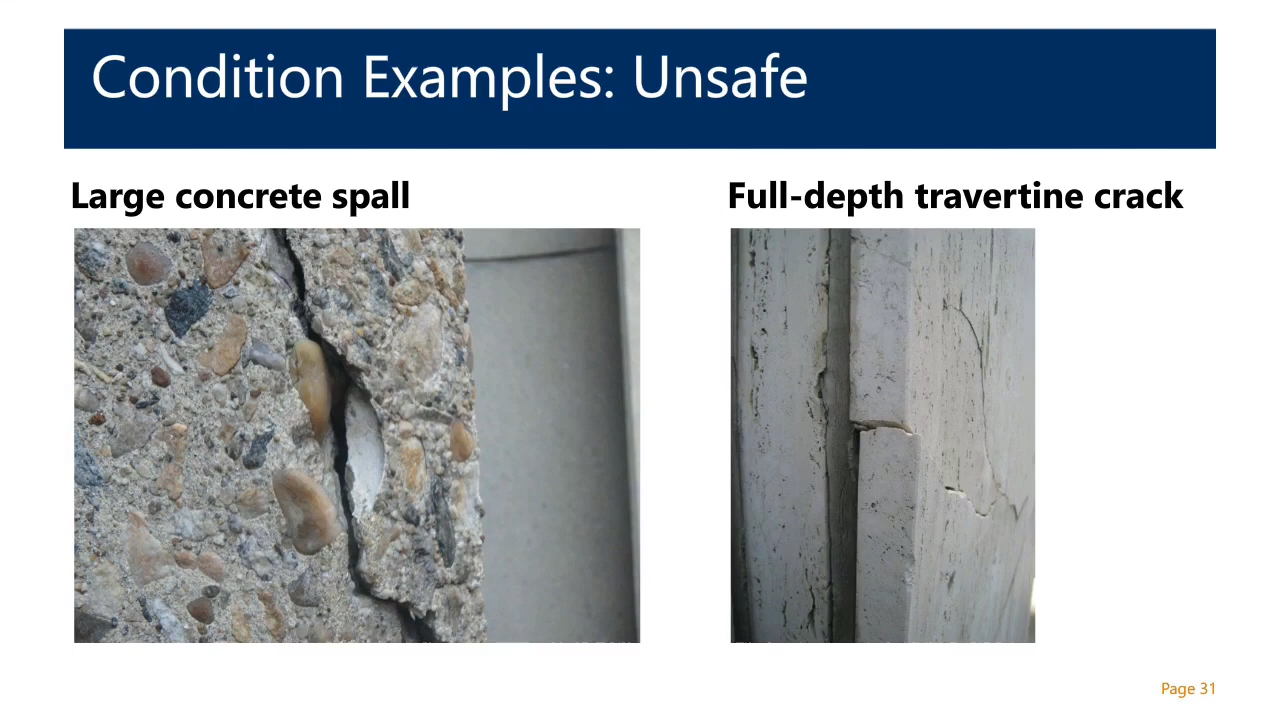 Condition Examples: Unsafe
Large concrete spall
Full-depth travertine crack
Page 31